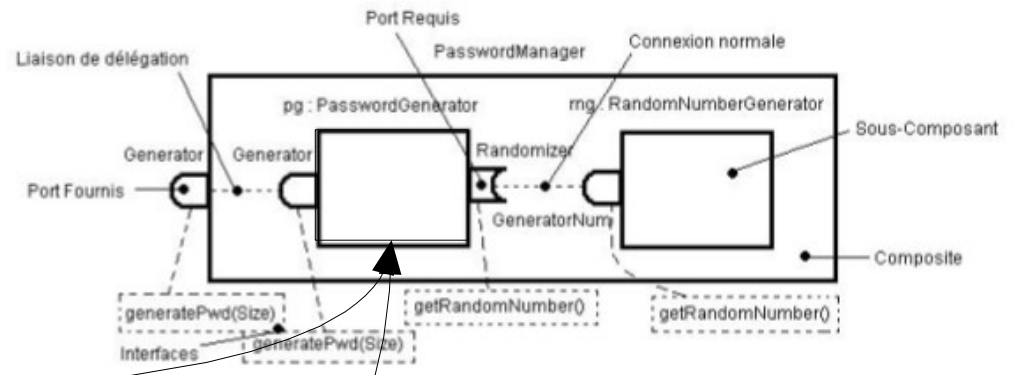 Port Requis
PasswordManager
Connexion normale
Liaison de délégation
pg : PasswordGenerator
rng : RandomNumberGenerator
Sous-Composant
Generator
Generator
Randomizer
Port Fournis
GeneratorNum
Composite
generatePwd(Size)
getRandomNumber()
getRandomNumber()
Interfaces
generatePwd(Size)